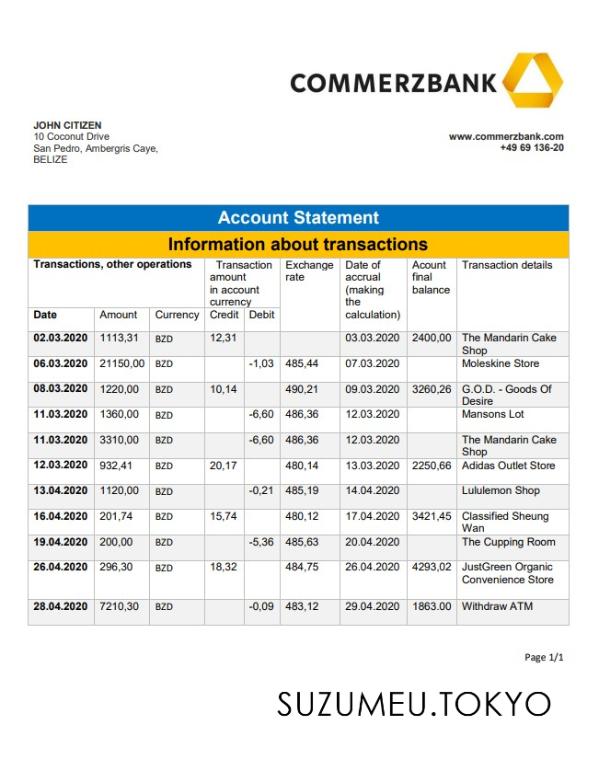 COMMERZBANK
JOHN CITIZEN
10 Coconut Drive
San Pedro, Ambergris Caye,
BELIZE
www.commerzbank.com
+49 69 136-20
Account Statement
Information about transactions
Transactions, other operations Transaction amount in account currency Exchange rate Date of accrual (making the calculation) Acount final balance Transaction details
Date Amount Currency Credit Debit
02.03.2020 1113,31 BZD 12,31 03.03.2020 2400,00 The Mandarin Cake Shop
06.03.2020 21150,00 BZD -1,03 485,44 07.03.2020 Moleskine Store
08.03.2020 1220,00 BZD 10,14 490,21 09.03.2020 3260,26 G.O.D. - Goods Of Desire
11.03.2020 1360,00 BZD -6,60 486,36 12.03.2020 Mansons Lot
11.03.2020 3310,00 BZD -6,60 486,36 12.03.2020 The Mandarin Cake Shop
12.03.2020 932,41 BZD 20,17 480,14 13.03.2020 2250,66 Adidas Outlet Store
13.04.2020 1120,00 BZD -0,21 485,19 14.04.2020 Lululemon Shop
16.04.2020 201,74 BZD 15,74 480,12 17.04.2020 3421,45 Classified Sheung Wan
19.04.2020 200,00 BZD -5,36 485,63 20.04.2020 The Cupping Room
26.04.2020 296,30 BZD 18,32 484,75 26.04.2020 4293,02 JustGreen Organic Convenience Store
28.04.2020 7210,30 BZD -0,09 483,12 29.04.2020 1863.00 Withdraw ATM
Page 1/1
SUZUMEU.TOKYO